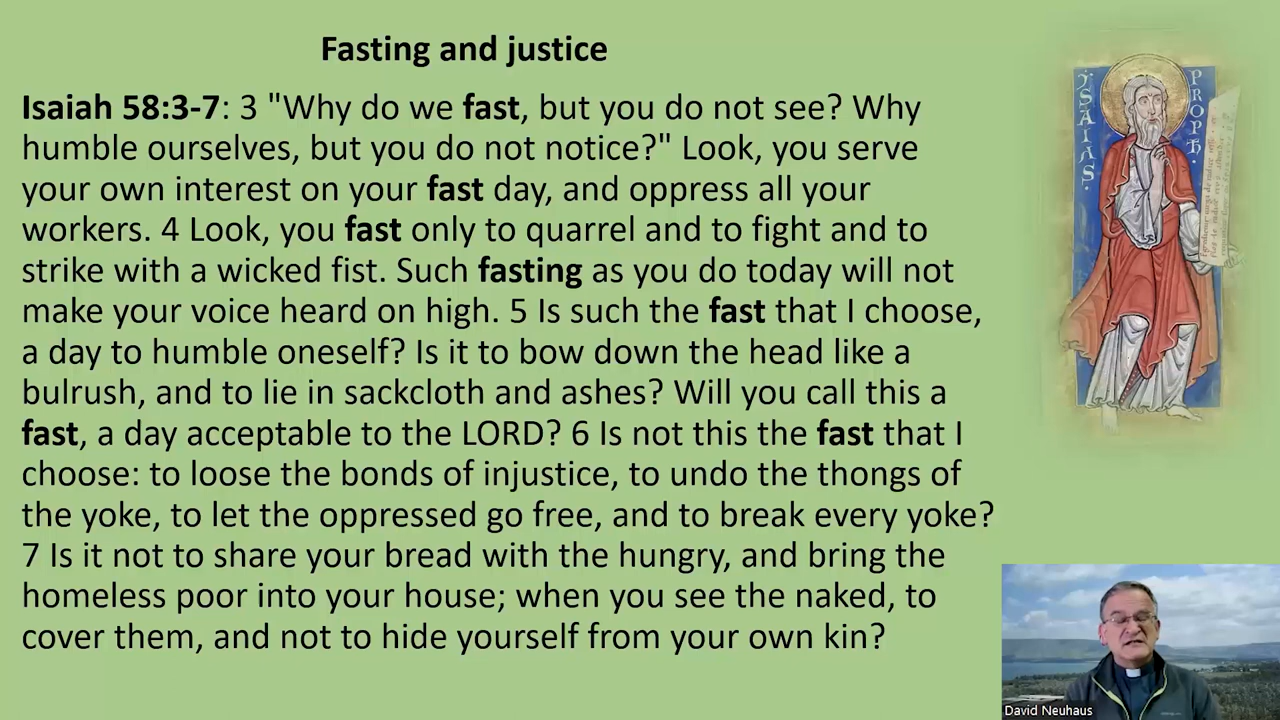 Fasting and justice
Isaiah 58:3-7: 3 "Why do we fast, but you do not see? Why
humble ourselves, but you do not notice?" Look, you serve
your own interest on your fast day, and oppress all your
workers. 4 Look, you fast only to quarrel and to fight and to
strike with a wicked fist. Such fasting as you do today will not
make your voice heard on high. 5 Is such the fast that I choose,
a day to humble oneself? Is it to bow down the head like a
bulrush, and to lie in sackcloth and ashes? Will you call this a
fast, a day acceptable to the LORD? 6 Is not this the fast that I
choose: to loose the bonds of injustice, to undo the thongs of
the yoke, to let the oppressed go free, and to break every yoke?
7 Is it not to share your bread with the hungry, and bring the
homeless poor into your house; when you see the naked, to
cover them, and not to hide yourself from your own kin?
YSAIAS.
PROPH.
David Neuhaus